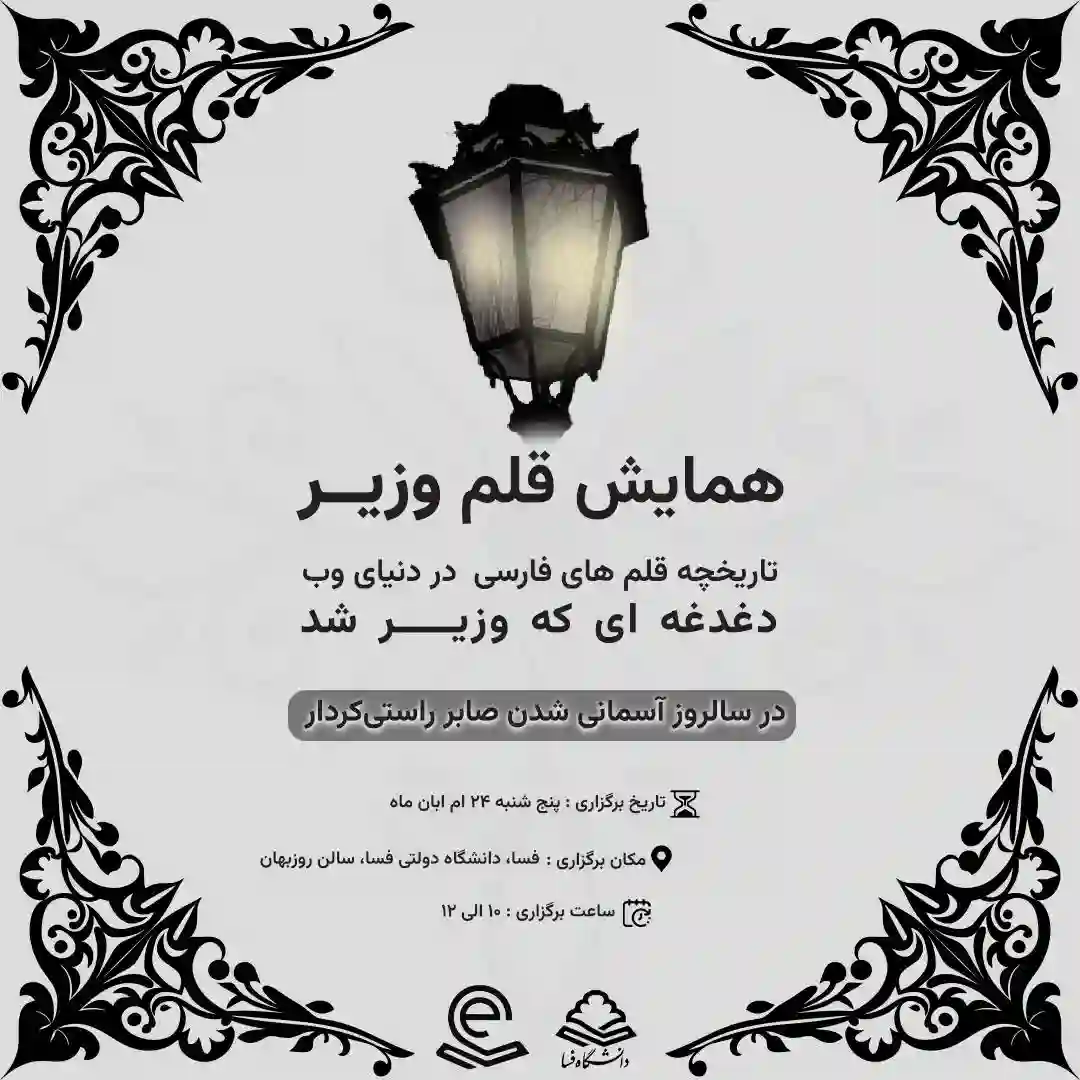 همایش قلم وزیـــر
تاریخچه قلم های فارسی در دنیای وب
دغدغه ای که وزیـــــر شد
در سالروز آسمانی شدن صابر راستی‌کردار
تاریخ برگزاری : پنج شنبه ۲۴ ام ابان ماه
مکان برگزاری : فسا، دانشگاه دولتی فسا، سالن روزبهان
ساعت برگزاری : ۱۰ الی ۱۲
دانشگاه فسا
e